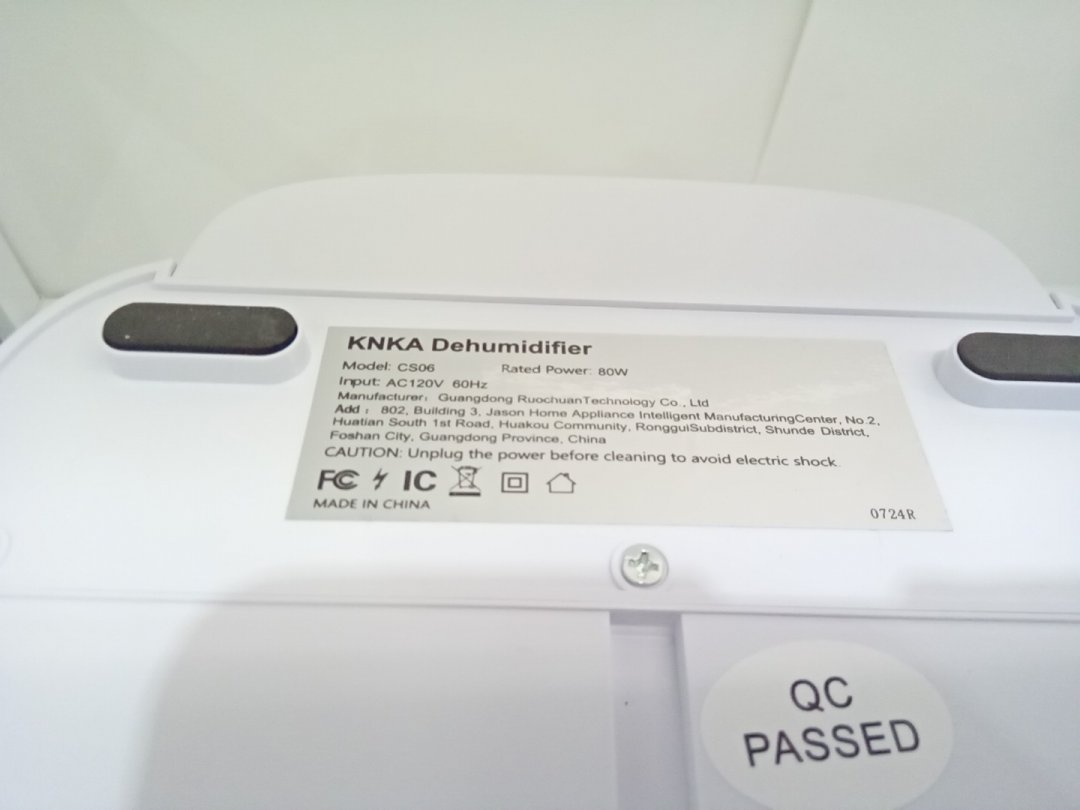 KNKA Dehumidifier
Model: CS06 Rated Power: 80W
Input: AC120V 60Hz
Manufacturer: Guangdong RuochuanTechnology Co., Ltd
Add : 802, Building 3, Jason Home Appliance Intelligent ManufacturingCenter, No.2,
Huatian South 1st Road, Huakou Community, RongguiSubdistrict, Shunde District,
Foshan City, Guangdong Province, China
CAUTION: Unplug the power before cleaning to avoid electric shock.
FC IC
MADE IN CHINA
0724R
QC
PASSED